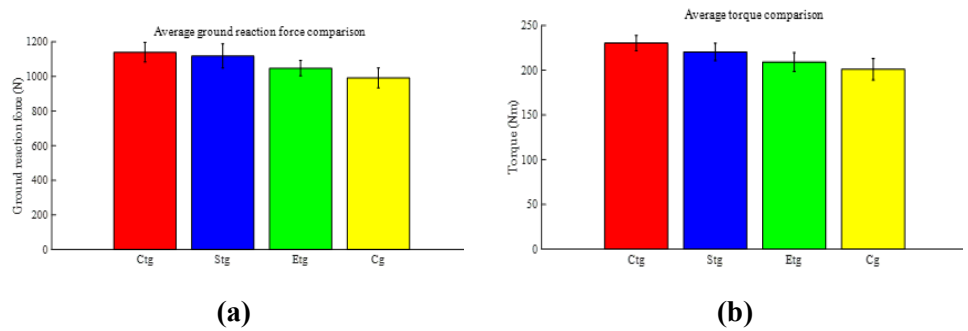 Average ground reaction force comparison
Ground reaction force (N)
1200
1000
800
600
400
200
0
Ctg Stg Etg Cg
(a)
Average torque comparison
Torque (Nm)
250
200
150
100
50
0
Ctg Stg Etg Cg
(b)